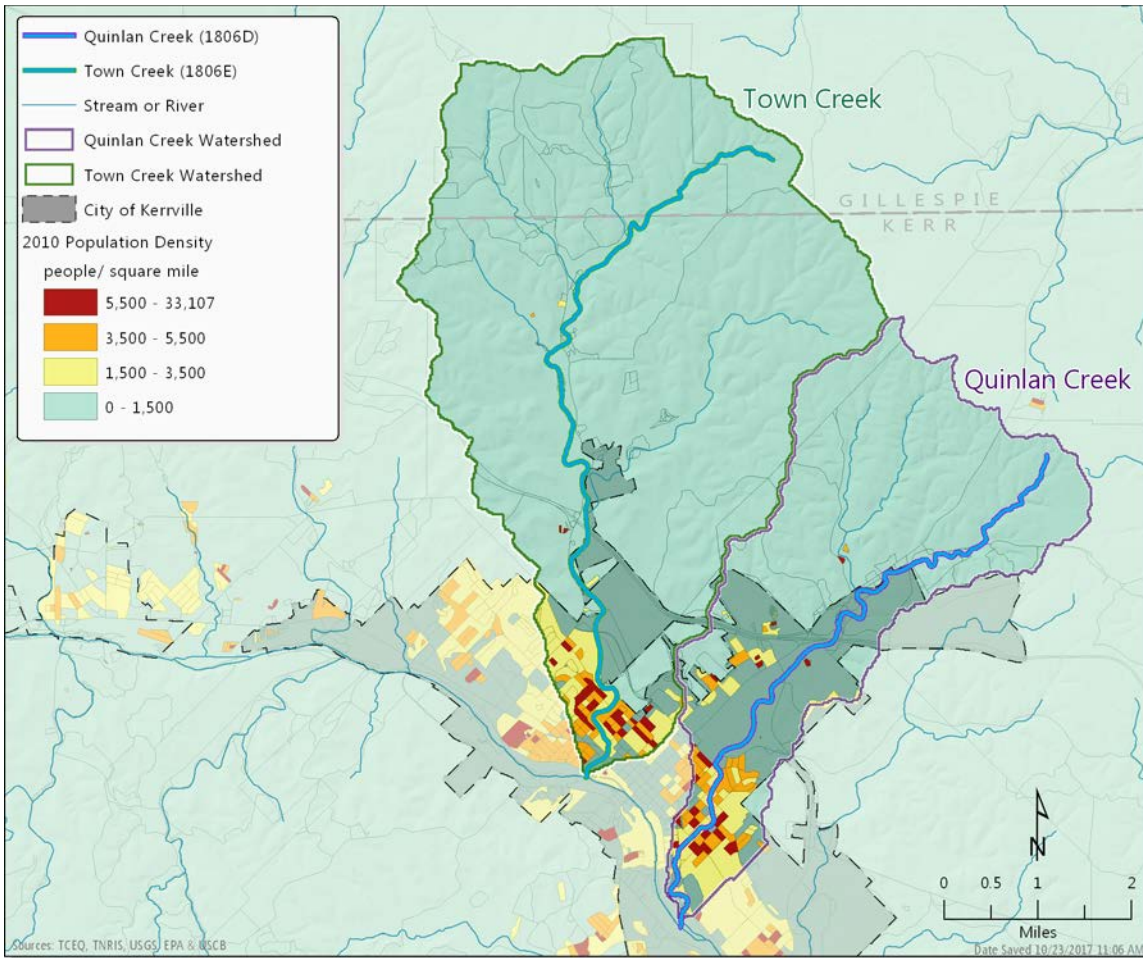 Quinlan Creek (1806D)
Town Creek (1806E)
Stream or River
Quinlan Creek Watershed
Town Creek Watershed
City of Kerrville
2010 Population Density
people/ square mile
5,500 - 33,107
3,500 - 5,500
1,500 - 3,500
0 - 1,500
Town Creek
GILLESPIE
KERR
Quinlan Creek
N
0 0.5 1 2
Miles
Sources: TCEQ, TNRIS, USGS, EPA & USCB
Date Saved 10/23/2017 11:06 AM